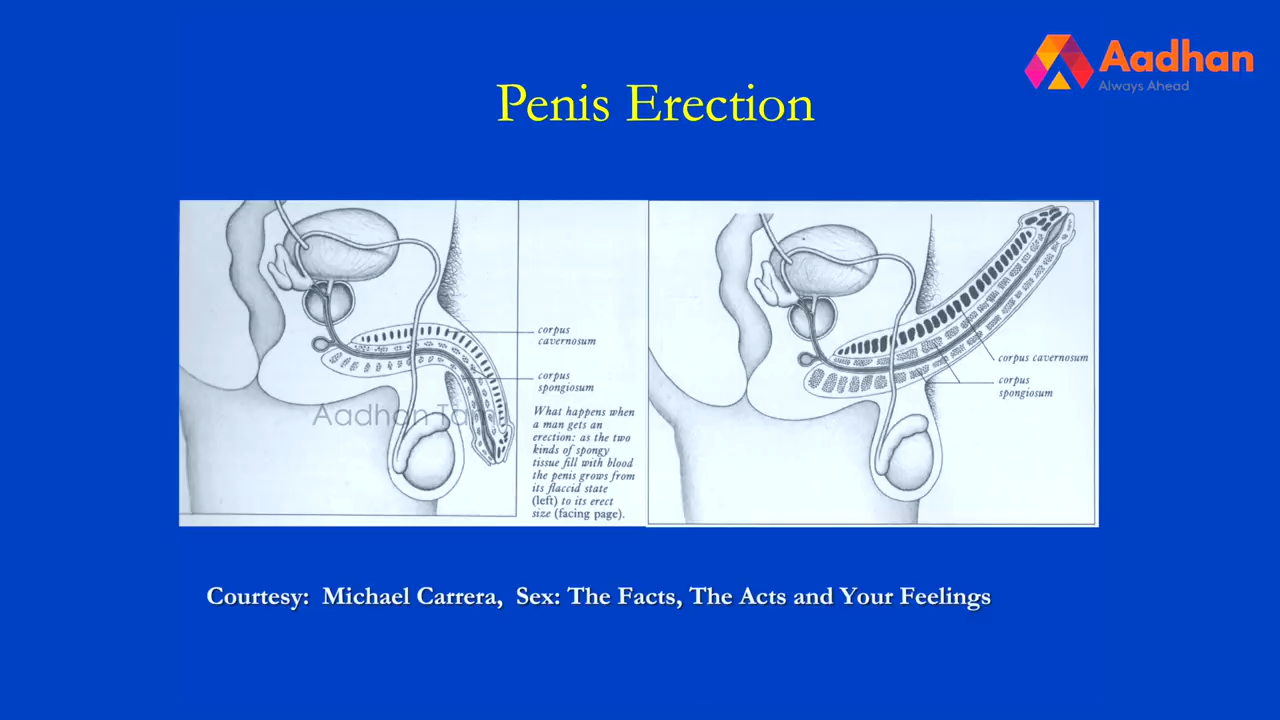 Aadhan
Always Ahead
Penis Erection
corpus
cavernosum
corpus
spongiosum
What happens when
a man gets an
erection: as the two
kinds of spongy
tissue fill with blood
the penis grows from
its flaccid state
(left) to its erect
size (facing page).
corpus cavernosum
corpus
spongiosum
Aadhan Tam
Courtesy: Michael Carrera, Sex: The Facts, The Acts and Your Feelings